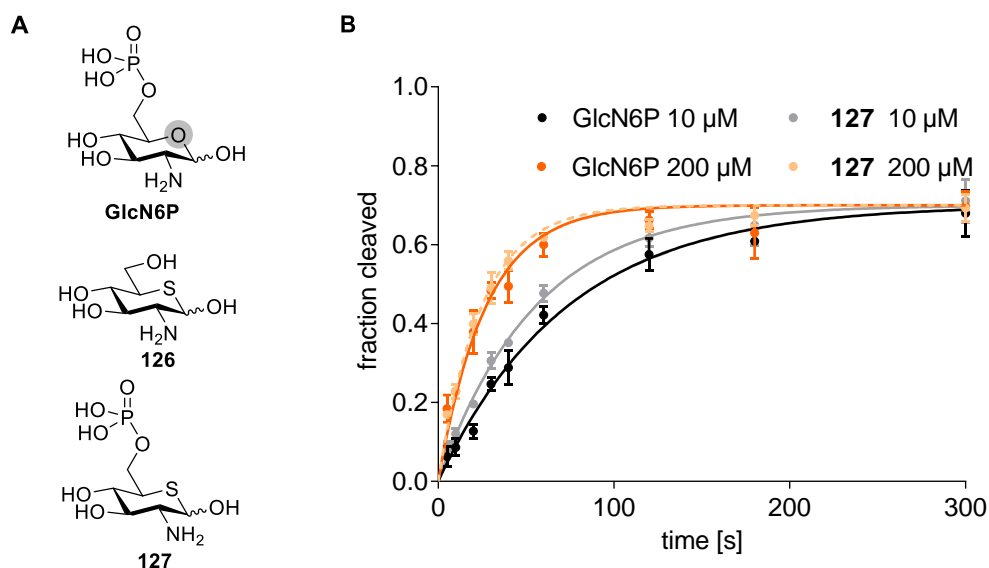 A
O
HO
P
HO
O
HO
O
HO
OH
H2N
GlcN6P
OH
HO
S
HO
OH
H2N
126
O
HO
P
HO
O
HO
S
HO
OH
NH2
127
B
fraction cleaved
1.0
0.8
0.6
0.4
0.2
0.0
GlcN6P 10 µM
127 10 µM
GlcN6P 200 µM
127 200 µM
0
100
200
300
time [s]